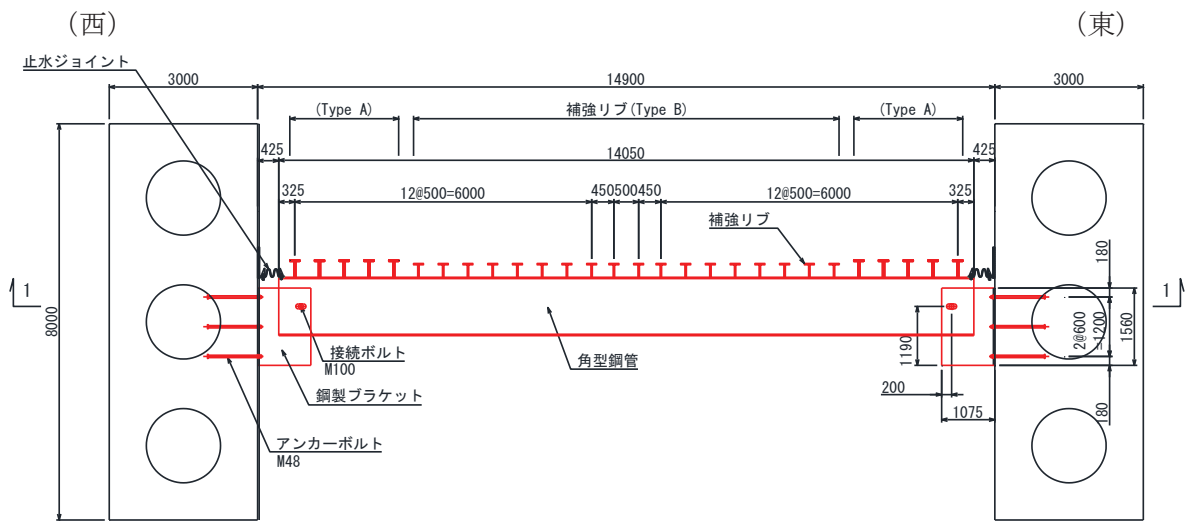 (西)
(東)
止水ジョイント
3000
14900
3000
(Type A)
補強リブ(Type B)
(Type A)
425
14050
425
325
12@500=6000
450500450
12@500=6000
325
補強リブ
180
1
1
8000
2@600
=1200
1560
1190
接続ボルト
M100
角型鋼管
鋼製ブラケット
200
1075
180
アンカーボルト
M48